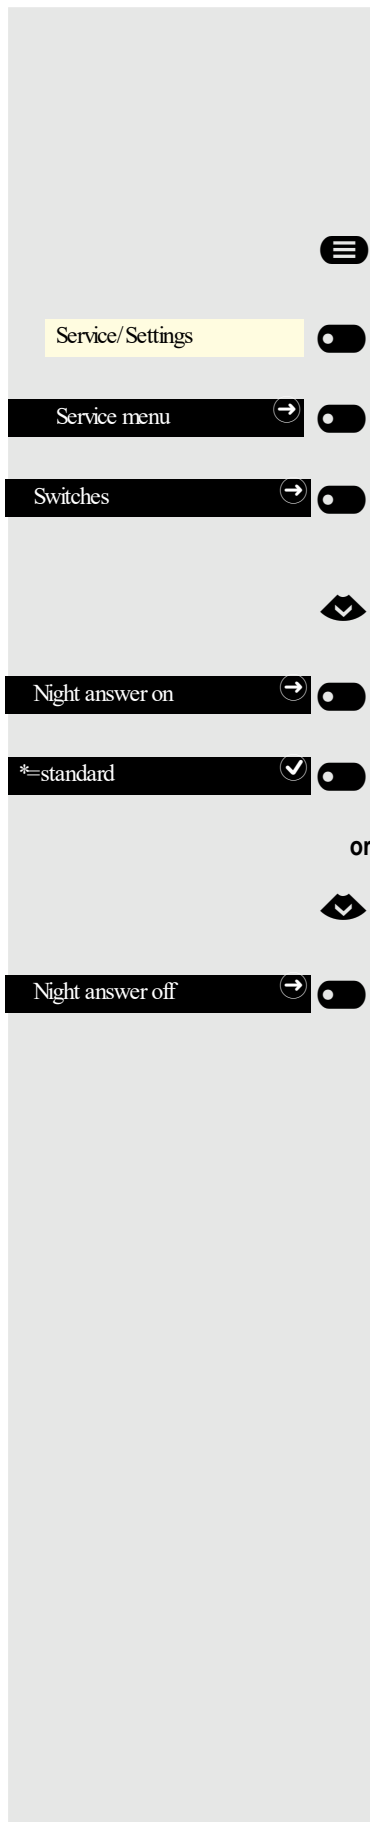 Service/Settings
Service menu
Switches
Night answer on
*=standard
or
Night answer off